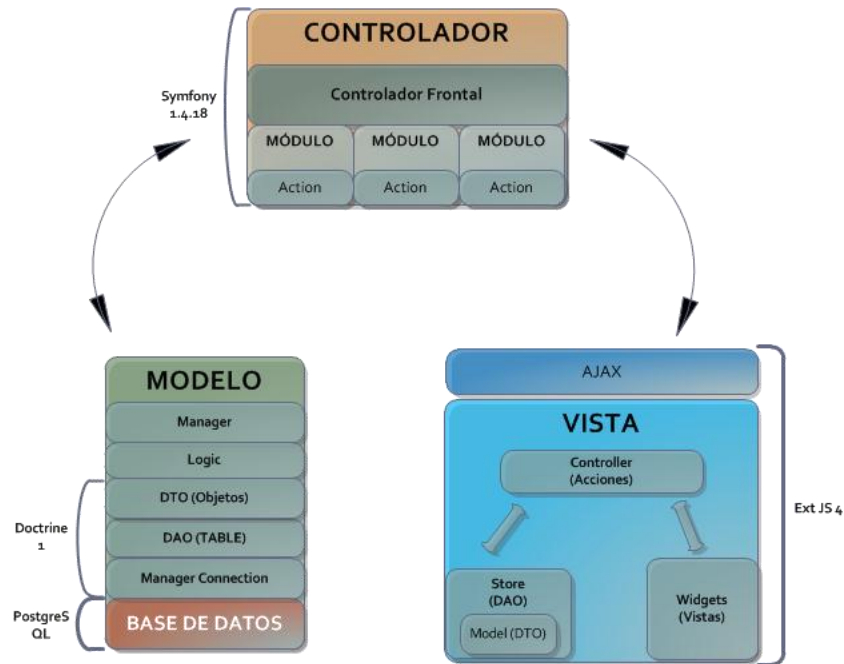 CONTROLADOR
Symfony
1.4.18
Controlador Frontal
MÓDULO
MÓDULO
MÓDULO
Action
Action
Action
MODELO
Manager
Logic
DTO (Objetos)
DAO (TABLE)
Manager Connection
BASE DE DATOS
Doctrine
1
PostgreS
QL
AJAX
VISTA
Controller
(Acciones)
Store
(DAO)
Model (DTO)
Widgets
(Vistas)
Ext JS 4